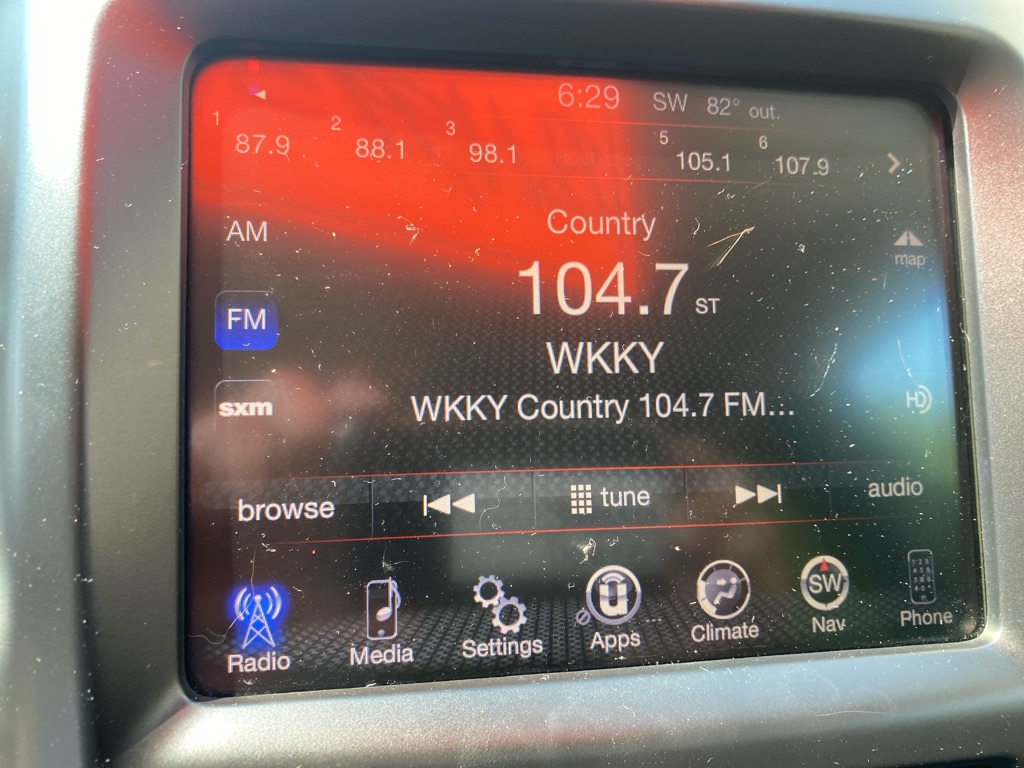 6:29 SW 82° out.
1 87.9 2 88.1 3 98.1 5 105.1 6 107.9
AM
Country
map
104.7 ST
FM
WKKY
sxm
WKKY Country 104.7 FM...
HD
browse tune audio
SW
Radio Media Settings Apps Climate Nav Phone